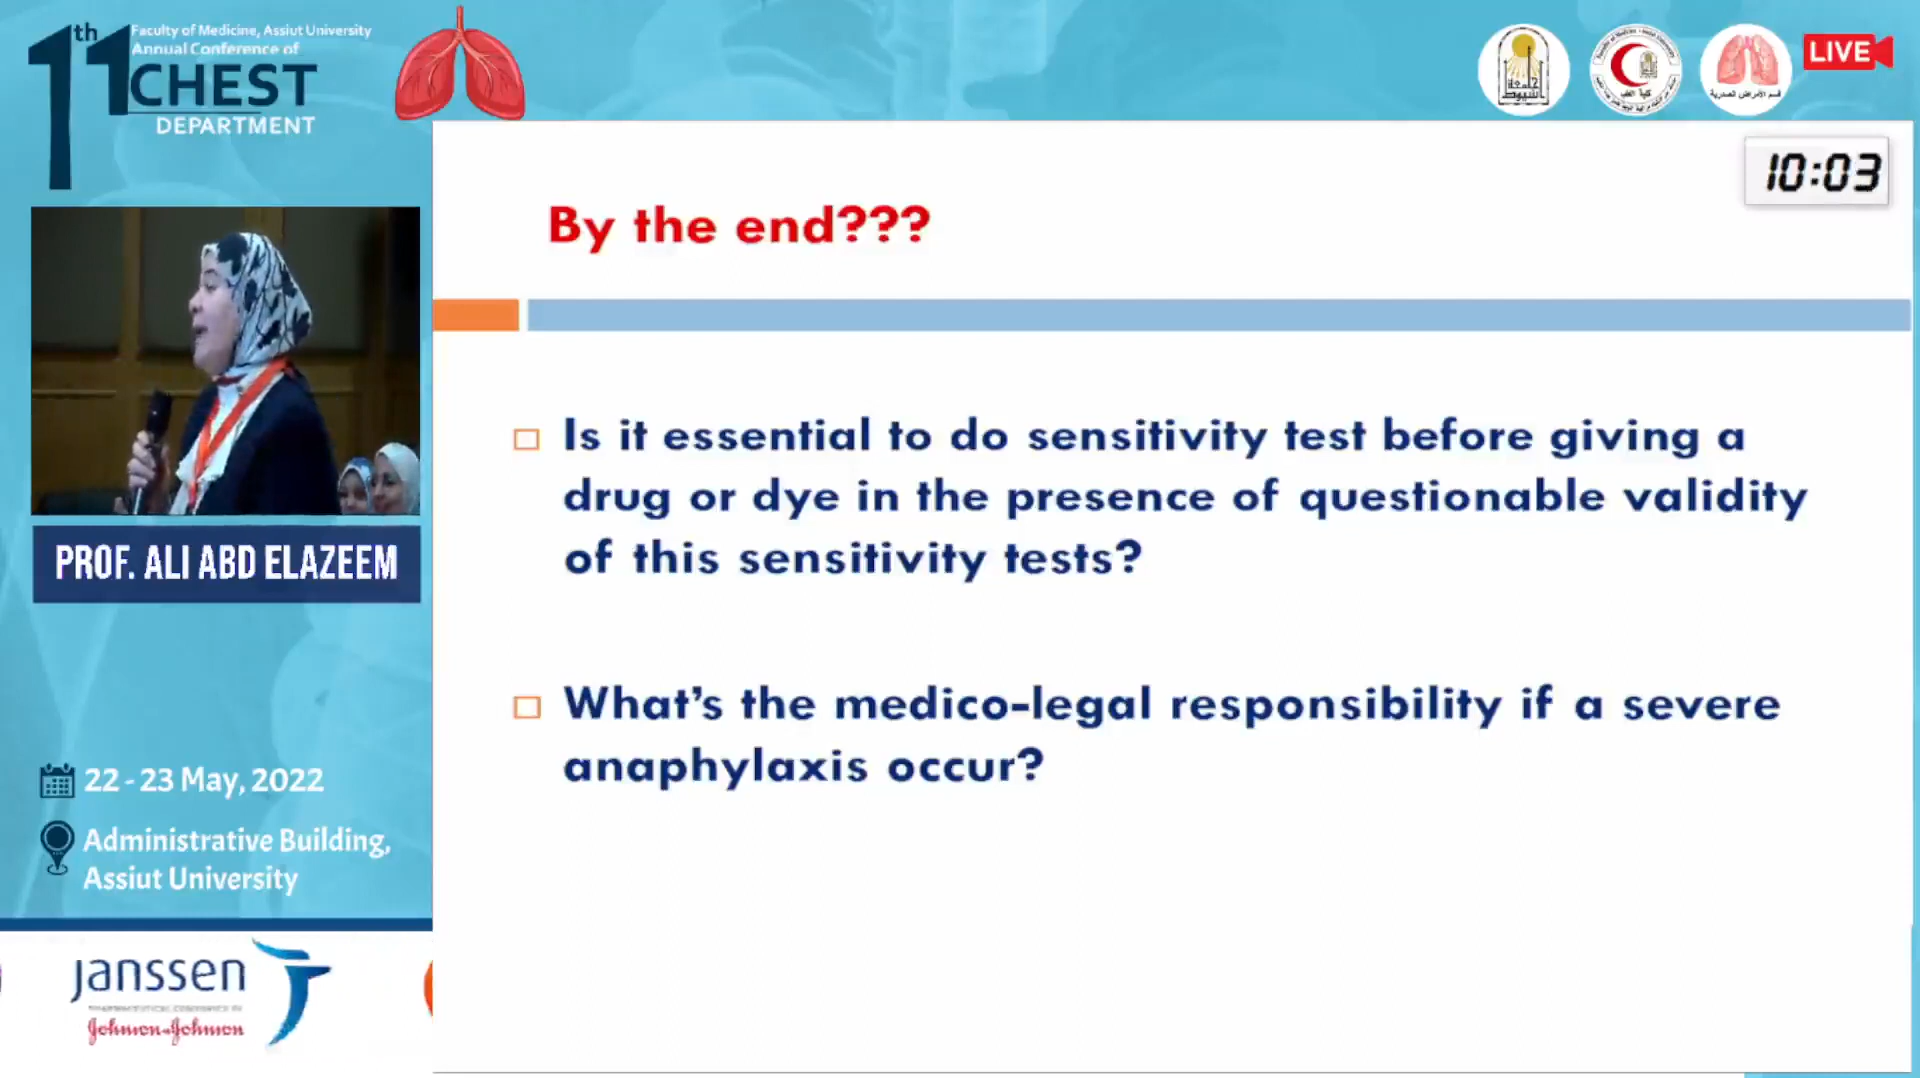 11th
Faculty of Medicine, Assiut University
Annual Conference of
CHEST
DEPARTMENT
قسم الأمراض الصدرية
LIVE
10:03
By the end???
Is it essential to do sensitivity test before giving a
drug or dye in the presence of questionable validity
of this sensitivity tests?
What's the medico-legal responsibility if a severe
anaphylaxis occur?
PROF. ALI ABD ELAZEEM
22 - 23 May, 2022
Administrative Building,
Assiut University
janssen
Johnson & Johnson